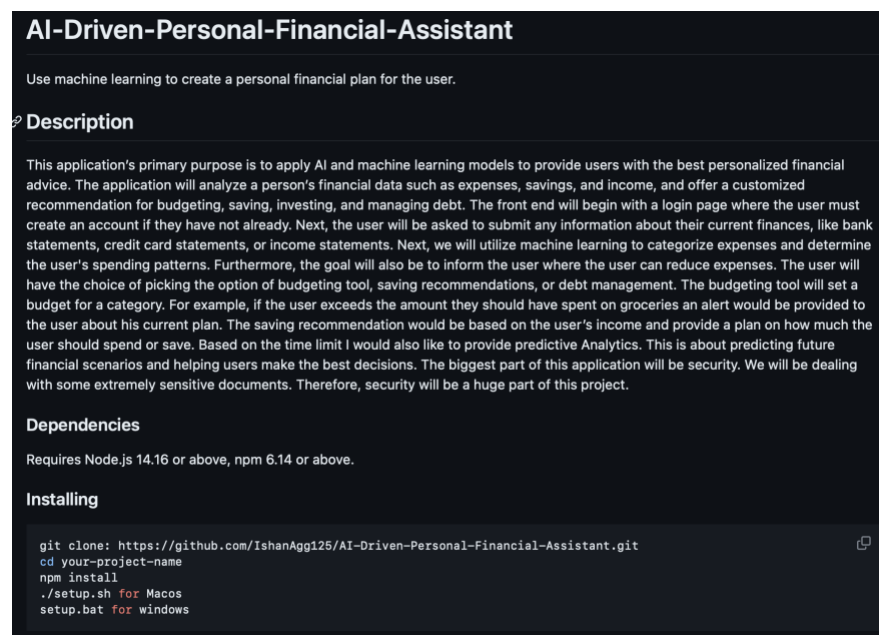 AI-Driven-Personal-Financial-Assistant
Use machine learning to create a personal financial plan for the user.
Description
This application's primary purpose is to apply AI and machine learning models to provide users with the best personalized financial
advice. The application will analyze a person's financial data such as expenses, savings, and income, and offer a customized
recommendation for budgeting, saving, investing, and managing debt. The front end will begin with a login page where the user must
create an account if they have not already. Next, the user will be asked to submit any information about their current finances, like bank
statements, credit card statements, or income statements. Next, we will utilize machine learning to categorize expenses and determine
the user's spending patterns. Furthermore, the goal will also be to inform the user where the user can reduce expenses. The user will
have the choice of picking the option of budgeting tool, saving recommendations, or debt management. The budgeting tool will set a
budget for a category. For example, if the user exceeds the amount they should have spent on groceries an alert would be provided to
the user about his current plan. The saving recommendation would be based on the user's income and provide a plan on how much the
user should spend or save. Based on the time limit I would also like to provide predictive Analytics. This is about predicting future
financial scenarios and helping users make the best decisions. The biggest part of this application will be security. We will be dealing
with some extremely sensitive documents. Therefore, security will be a huge part of this project.
Dependencies
Requires Node.js 14.16 or above, npm 6.14 or above.
Installing
git clone: https://github.com/IshanAgg125/AI-Driven-Personal-Financial-Assistant.git
cd your-project-name
npm install
./setup.sh for Macos
setup.bat for windows